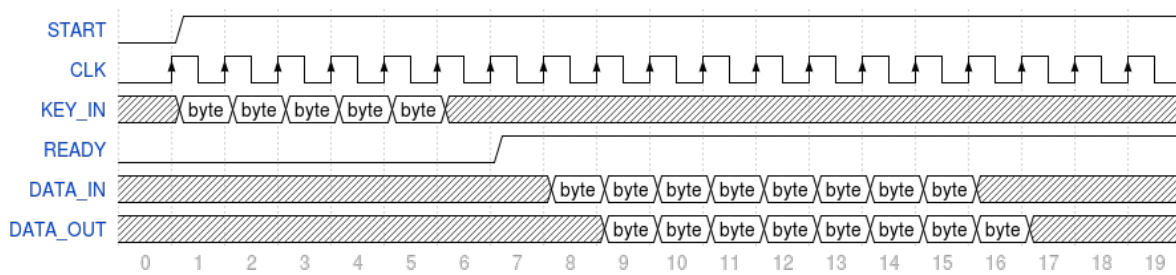 START
CLK
KEY_IN byte byte byte byte byte
READY
DATA_IN byte byte byte byte byte byte byte byte
DATA_OUT byte byte byte byte byte byte byte byte
0 1 2 3 4 5 6 7 8 9 10 11 12 13 14 15 16 17 18 19